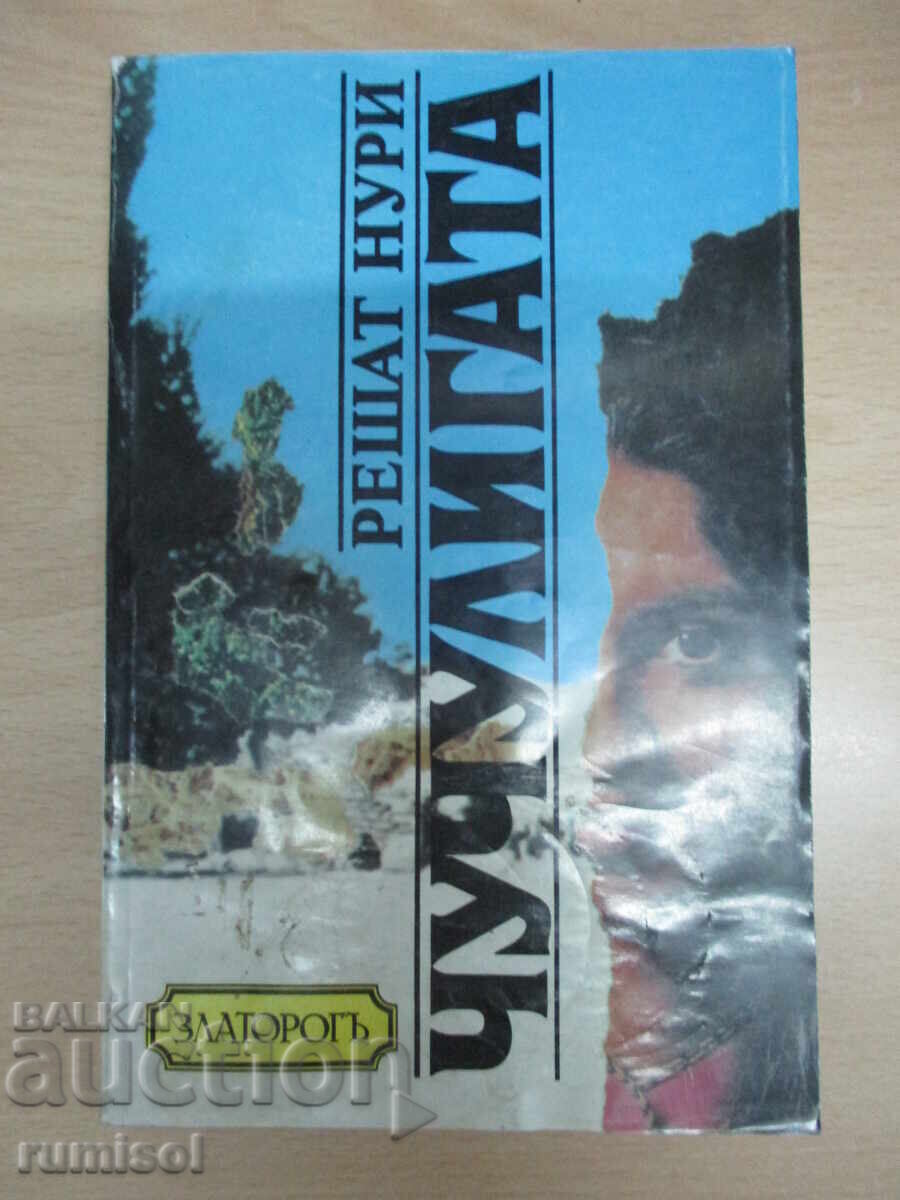 РЕШАТ НУРИ
ЧУЧУЛИГАТА
ЗЛАТОРОГЪ
BALKAN
auction
rumisol